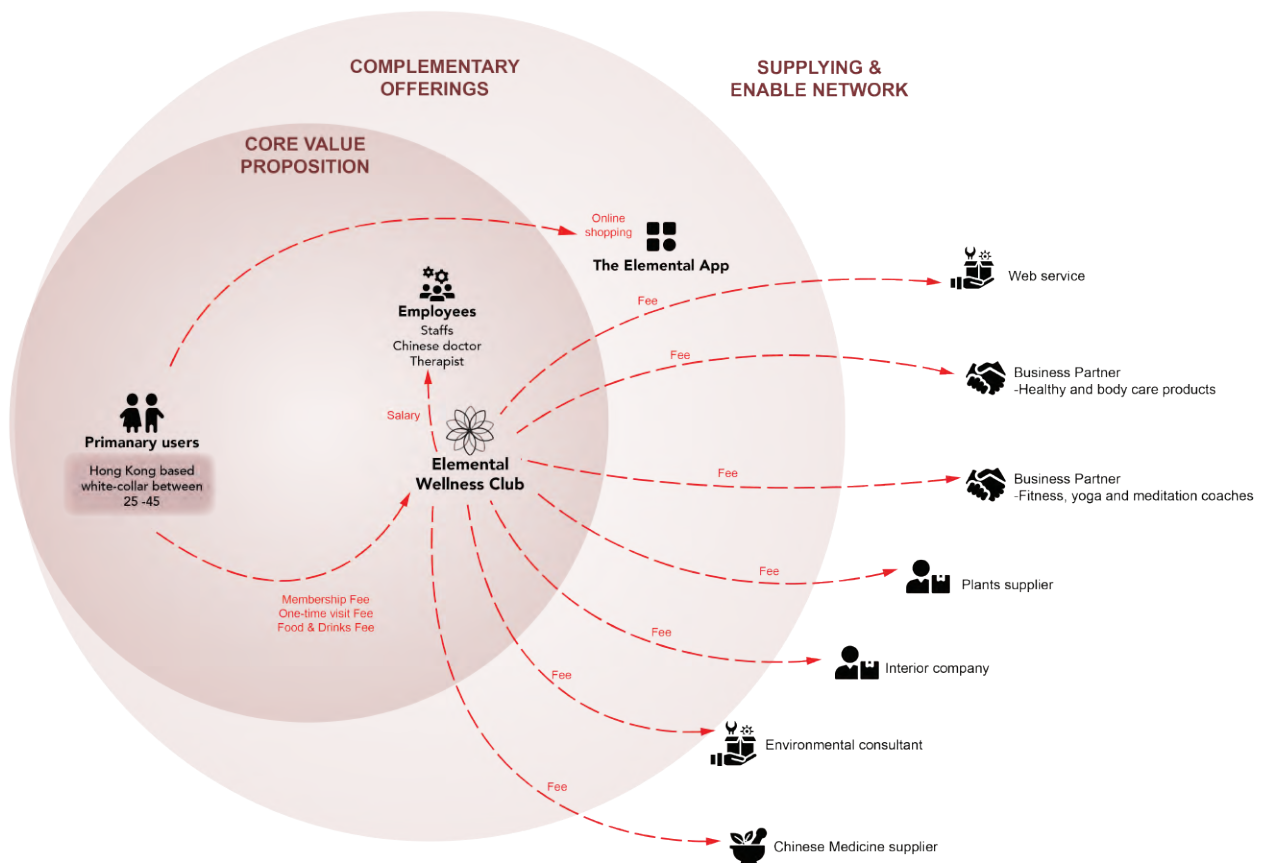 COMPLEMENTARY
OFFERINGS
SUPPLYING &
ENABLE NETWORK
CORE VALUE
PROPOSITION
Online
shopping
The Elemental App
Employees
Staffs
Chinese doctor
Therapist
Salary
Primanary users
Hong Kong based
white-collar between
25 -45
Elemental
Wellness Club
Membership Fee
One-time visit Fee
Food & Drinks Fee
Fee
Web service
Fee
Business Partner
-Healthy and body care products
Fee
Business Partner
-Fitness, yoga and meditation coaches
Fee
Plants supplier
Fee
Interior company
Fee
Environmental consultant
Fee
Chinese Medicine supplier